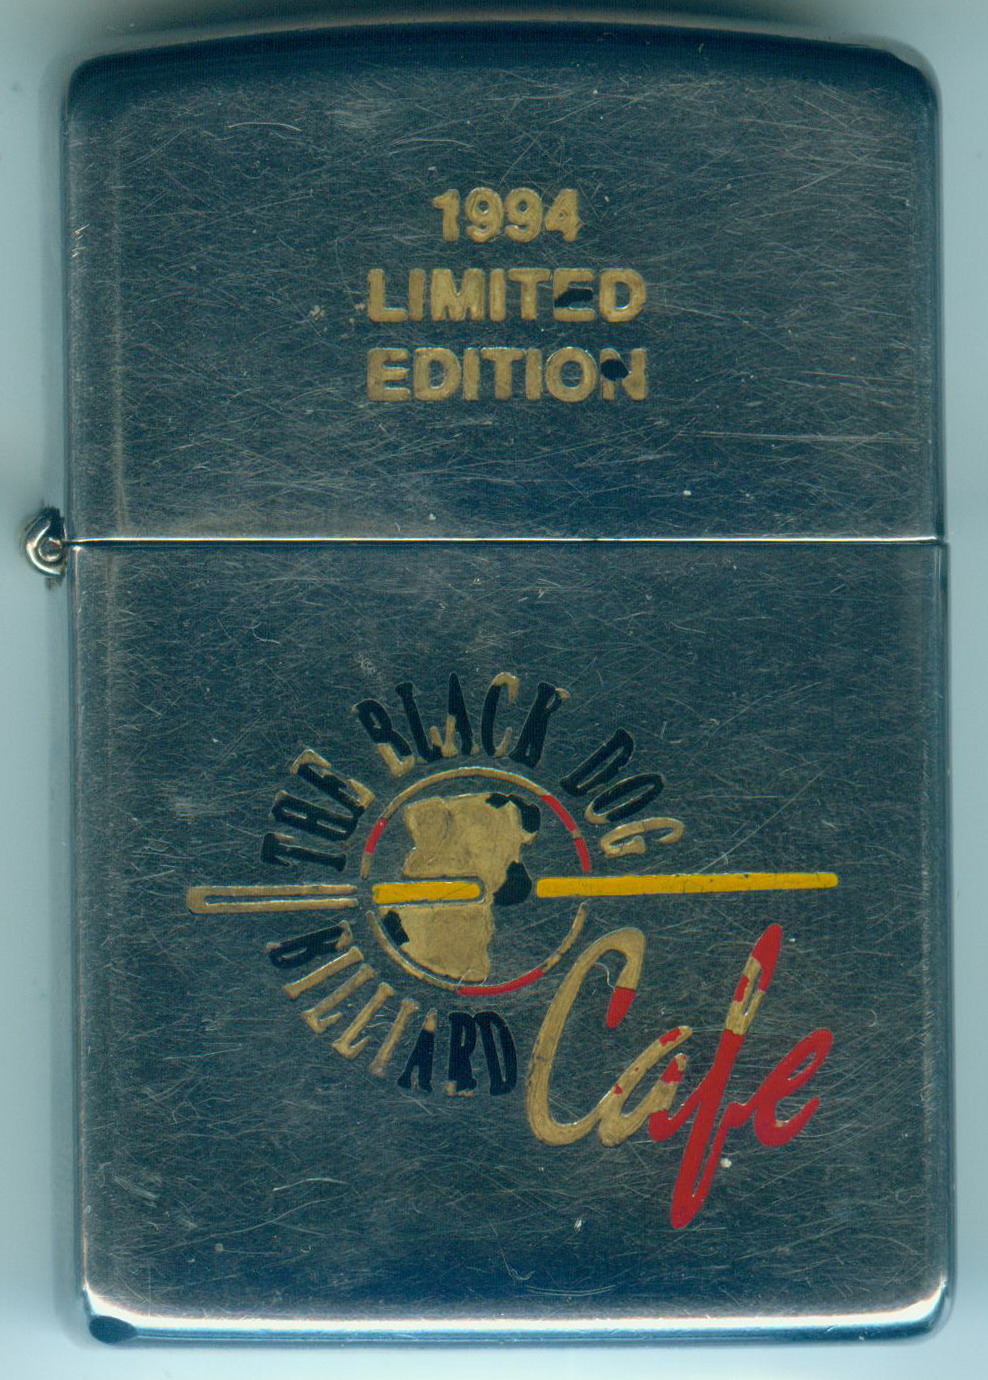 1994
LIMITED
EDITION
THE BLACK DOG
BILLIARD
Cafe